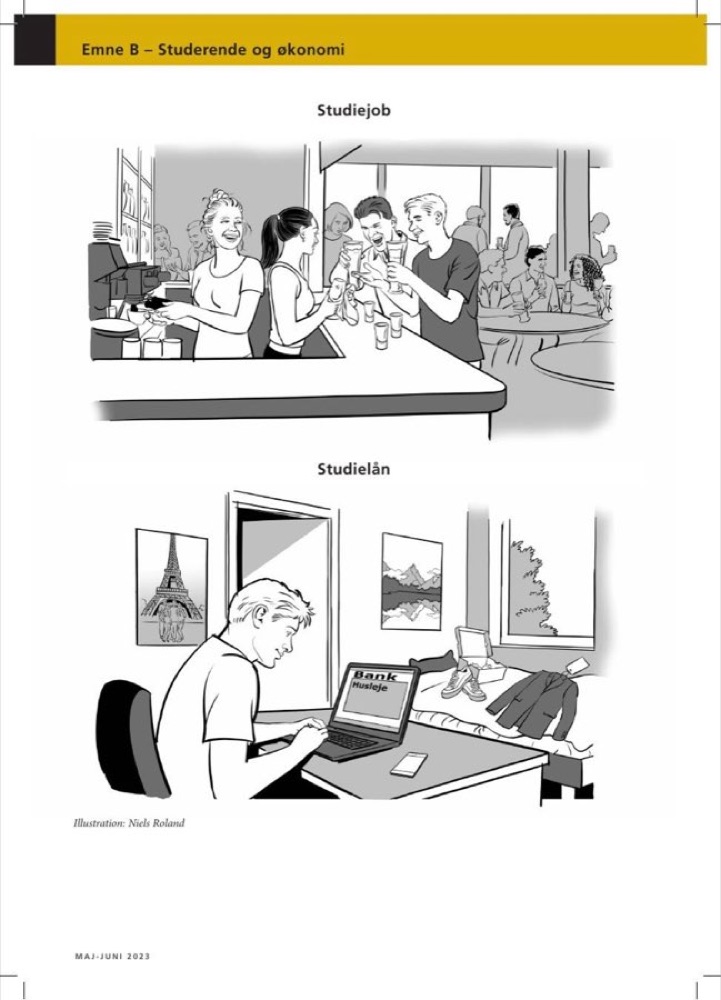 Emne B – Studerende og økonomi
Studiejob
Studielån
Bank
Husleje
Illustration: Niels Roland
MAJ-JUNI 2023